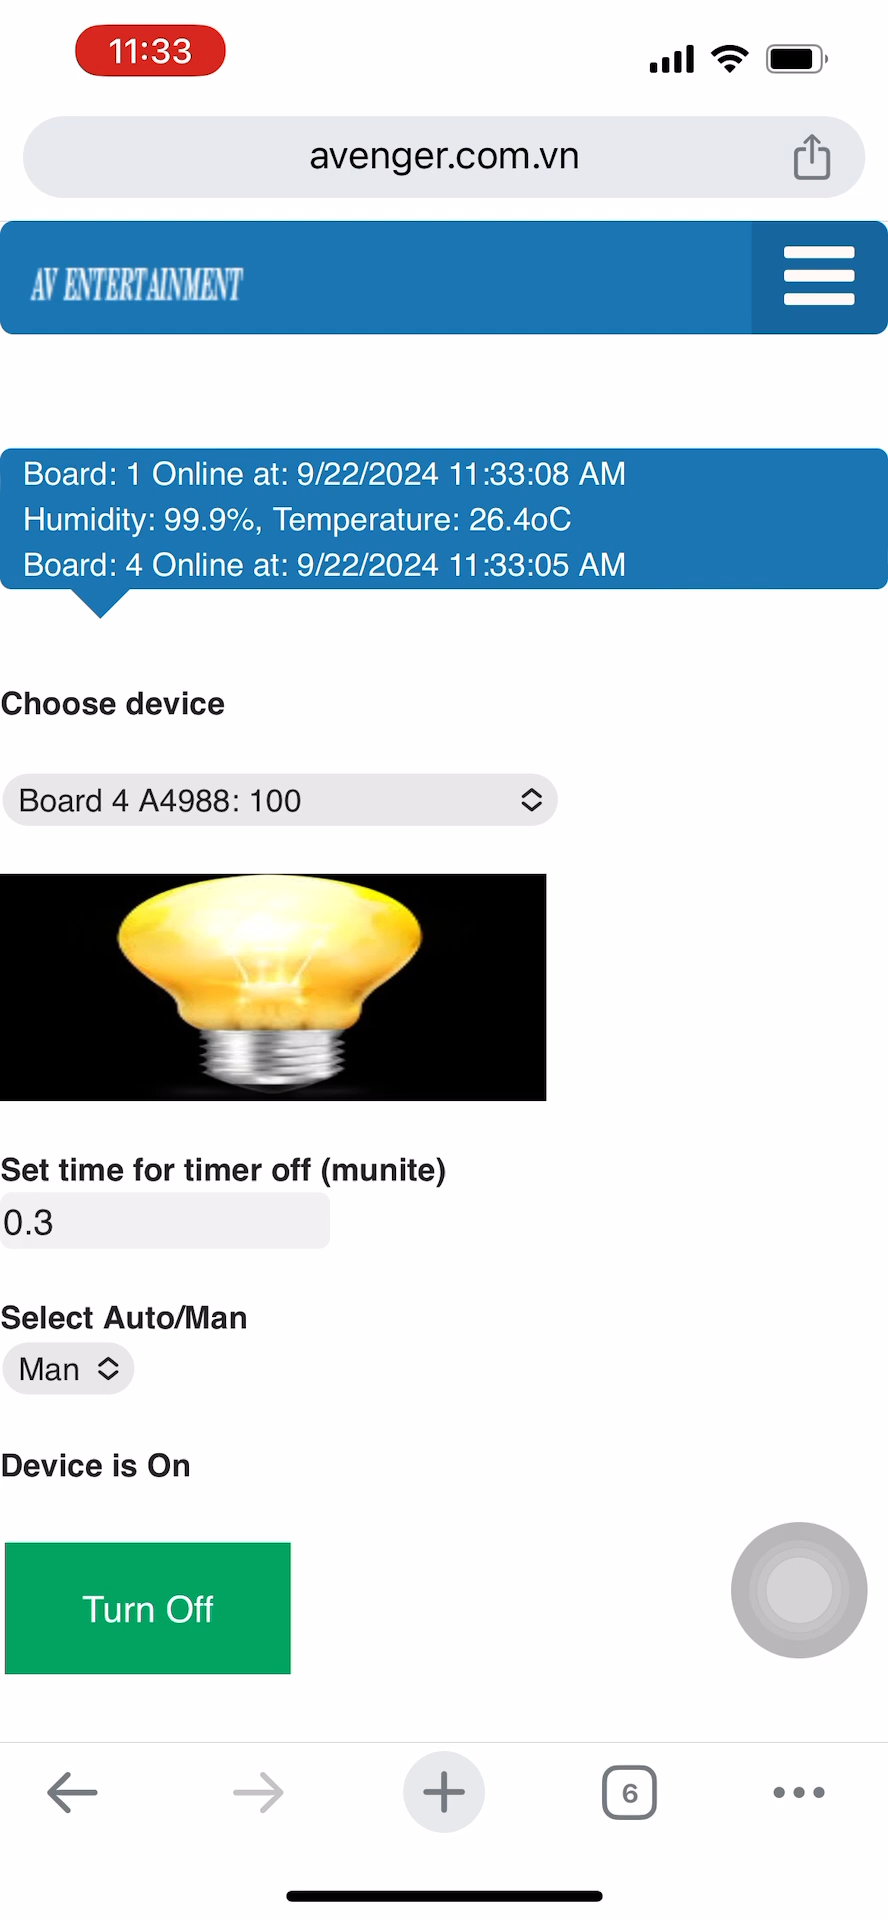 11:33
avenger.com.vn
AV ENTERTAINMENT
Board: 1 Online at: 9/22/2024 11:33:08 AM
Humidity: 99.9%, Temperature: 26.4oC
Board: 4 Online at: 9/22/2024 11:33:05 AM
Choose device
Board 4 A4988: 100
Set time for timer off (munite)
0.3
Select Auto/Man
Man
Device is On
Turn Off
6